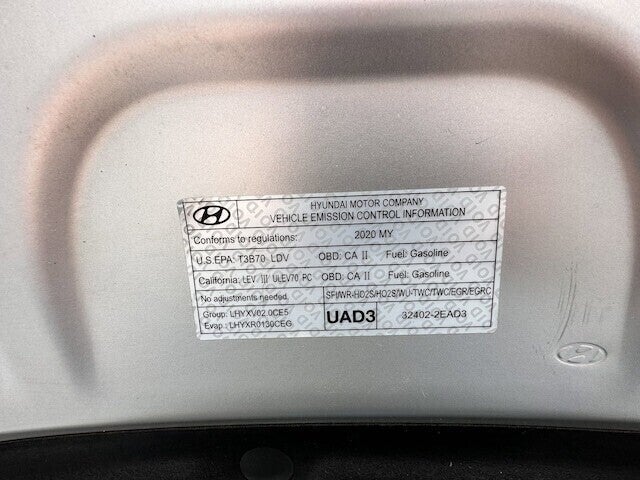 HYUNDAI MOTOR COMPANY
VEHICLE EMISSION CONTROL INFORMATION
Conforms to regulations: 2020 MY
U.S.EPA: T3B70 LDV OBD: CA II Fuel: Gasoline
California: LEV III ULEV70 PC OBD: CA II Fuel: Gasoline
No adjustments needed SFI/WR-HO2S/HO2S/WU-TWC/TWC/EGR/EGRC
Group: LHYXV02.0CE5
Evap: LHYXR0130CEG
UAD3
32402-2EAD3